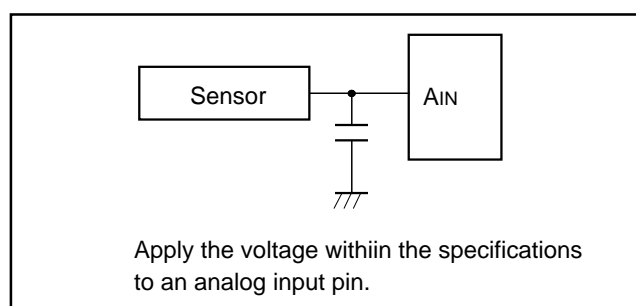 Sensor
AIN
Apply the voltage withiin the specifications
to an analog input pin.